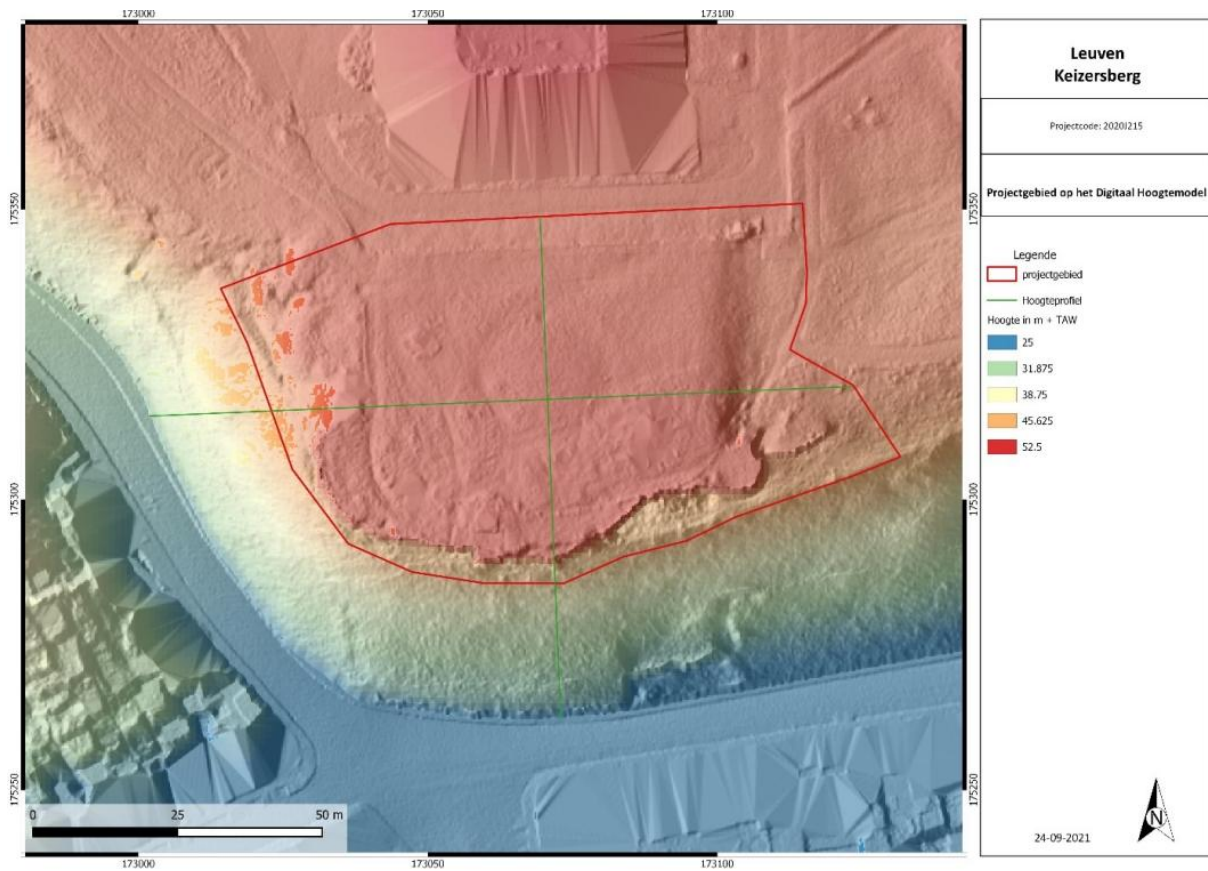 173000
173050
173100
175350
175300
175250
175350
175300
175250
173000
173050
173100
0
25
50 m
Leuven
Keizersberg
Projectcode: 2020J215
Projectgebied op het Digitaal Hoogtemodel
Legende
projectgebied
Hoogteprofiel
Hoogte in m + TAW
25
31.875
38.75
45.625
52.5
24-09-2021
N